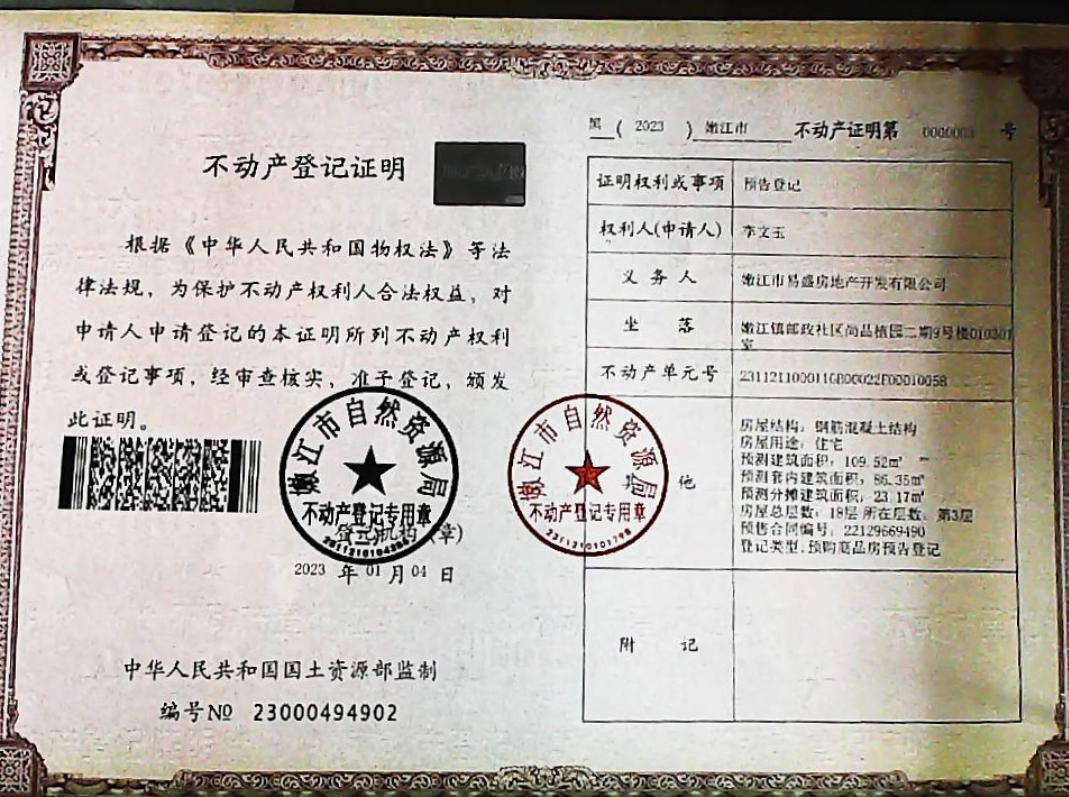 不动产登记证明
根据《中华人民共和国物权法》等法
律法规，为保护不动产权利人合法权益，对
申请人申请登记的本证明所列不动产权利
或登记事项，经审查核实，准予登记，颁发
此证明。
嫩江市自然资源局
不动产登记专用章
登记机构（章）
2023 年 01 月 04 日
中华人民共和国国土资源部监制
编号№ 23000494902
黑 ( 2023 ) 嫩江市 不动产证明第 号
证明权利或事项 预告登记
权利人(申请人) 李文玉
义务人 嫩江市易盛房地产开发有限公司
坐落 嫩江镇邮政社区尚品植园二期9号楼010301
室
不动产单元号
嫩江市自然资源局
不动产登记专用章
其他
房屋结构：钢筋混凝土结构
房屋用途：住宅
预测建筑面积：109.52㎡
预测套内建筑面积：86.35㎡
预测分摊建筑面积：23.17㎡
房屋总层数：18层 所在层数：第3层
预售合同编号：22129669490
登记类型：预购商品房预告登记
附记